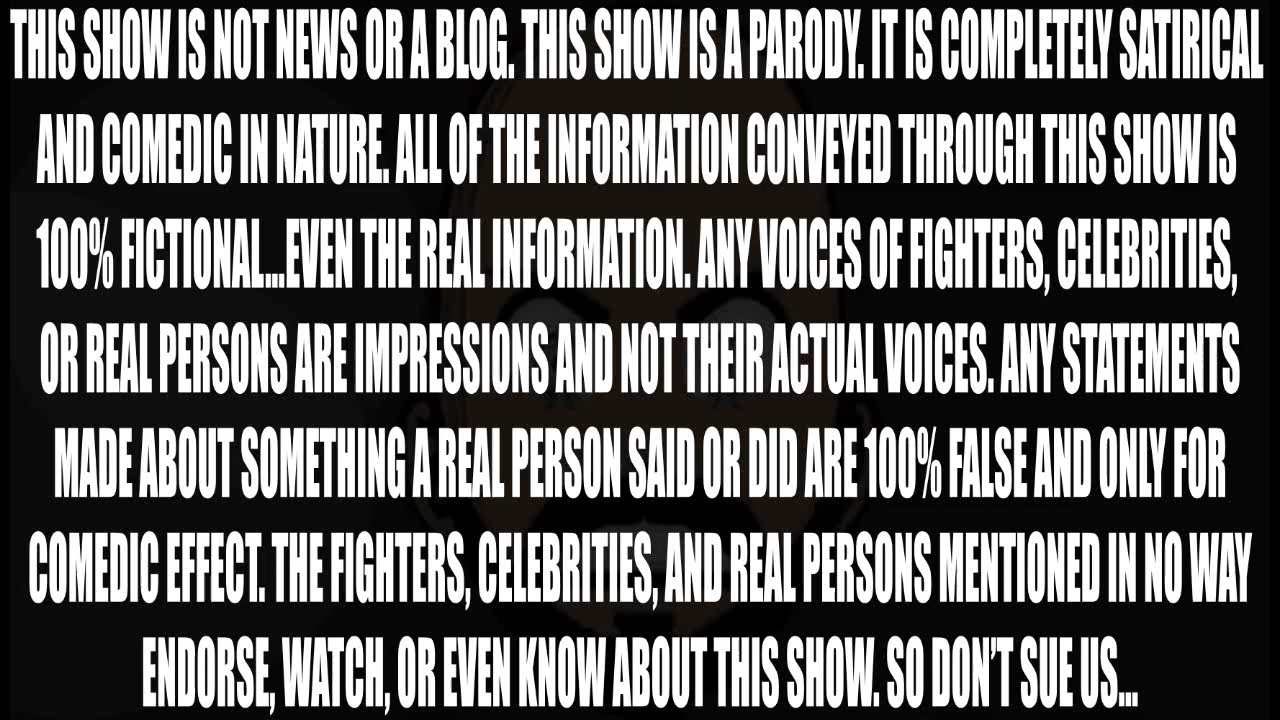 THIS SHOW IS NOT NEWS OR A BLOG. THIS SHOW IS A PARODY. IT IS COMPLETELY SATIRICAL
AND COMEDIC IN NATURE. ALL OF THE INFORMATION CONVEYED THROUGH THIS SHOW IS
100% FICTIONAL...EVEN THE REAL INFORMATION. ANY VOICES OF FIGHTERS, CELEBRITIES,
OR REAL PERSONS ARE IMPRESSIONS AND NOT THEIR ACTUAL VOICES. ANY STATEMENTS
MADE ABOUT SOMETHING A REAL PERSON SAID OR DID ARE 100% FALSE AND ONLY FOR
COMEDIC EFFECT. THE FIGHTERS, CELEBRITIES, AND REAL PERSONS MENTIONED IN NO WAY
ENDORSE, WATCH, OR EVEN KNOW ABOUT THIS SHOW. SO DON'T SUE US...